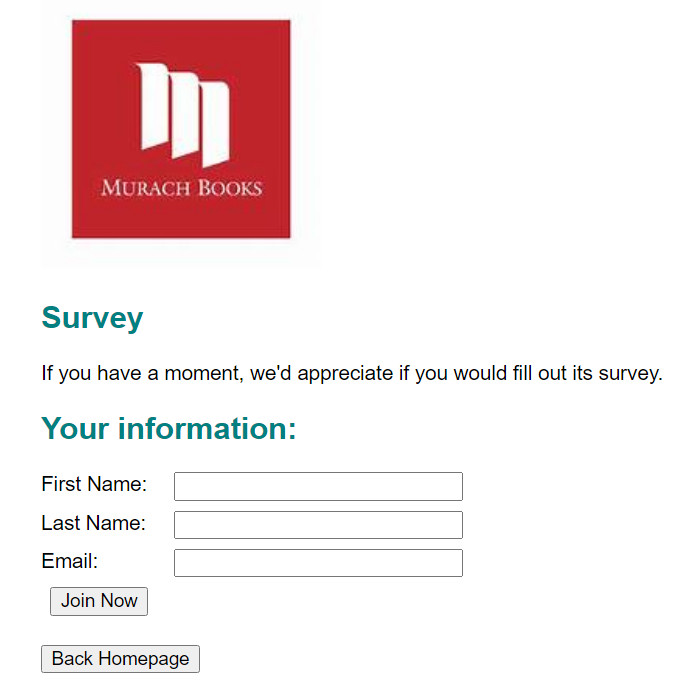 MURACH BOOKS
Survey
If you have a moment, we'd appreciate if you would fill out its survey.
Your information:
First Name:
Last Name:
Email:
Join Now
Back Homepage